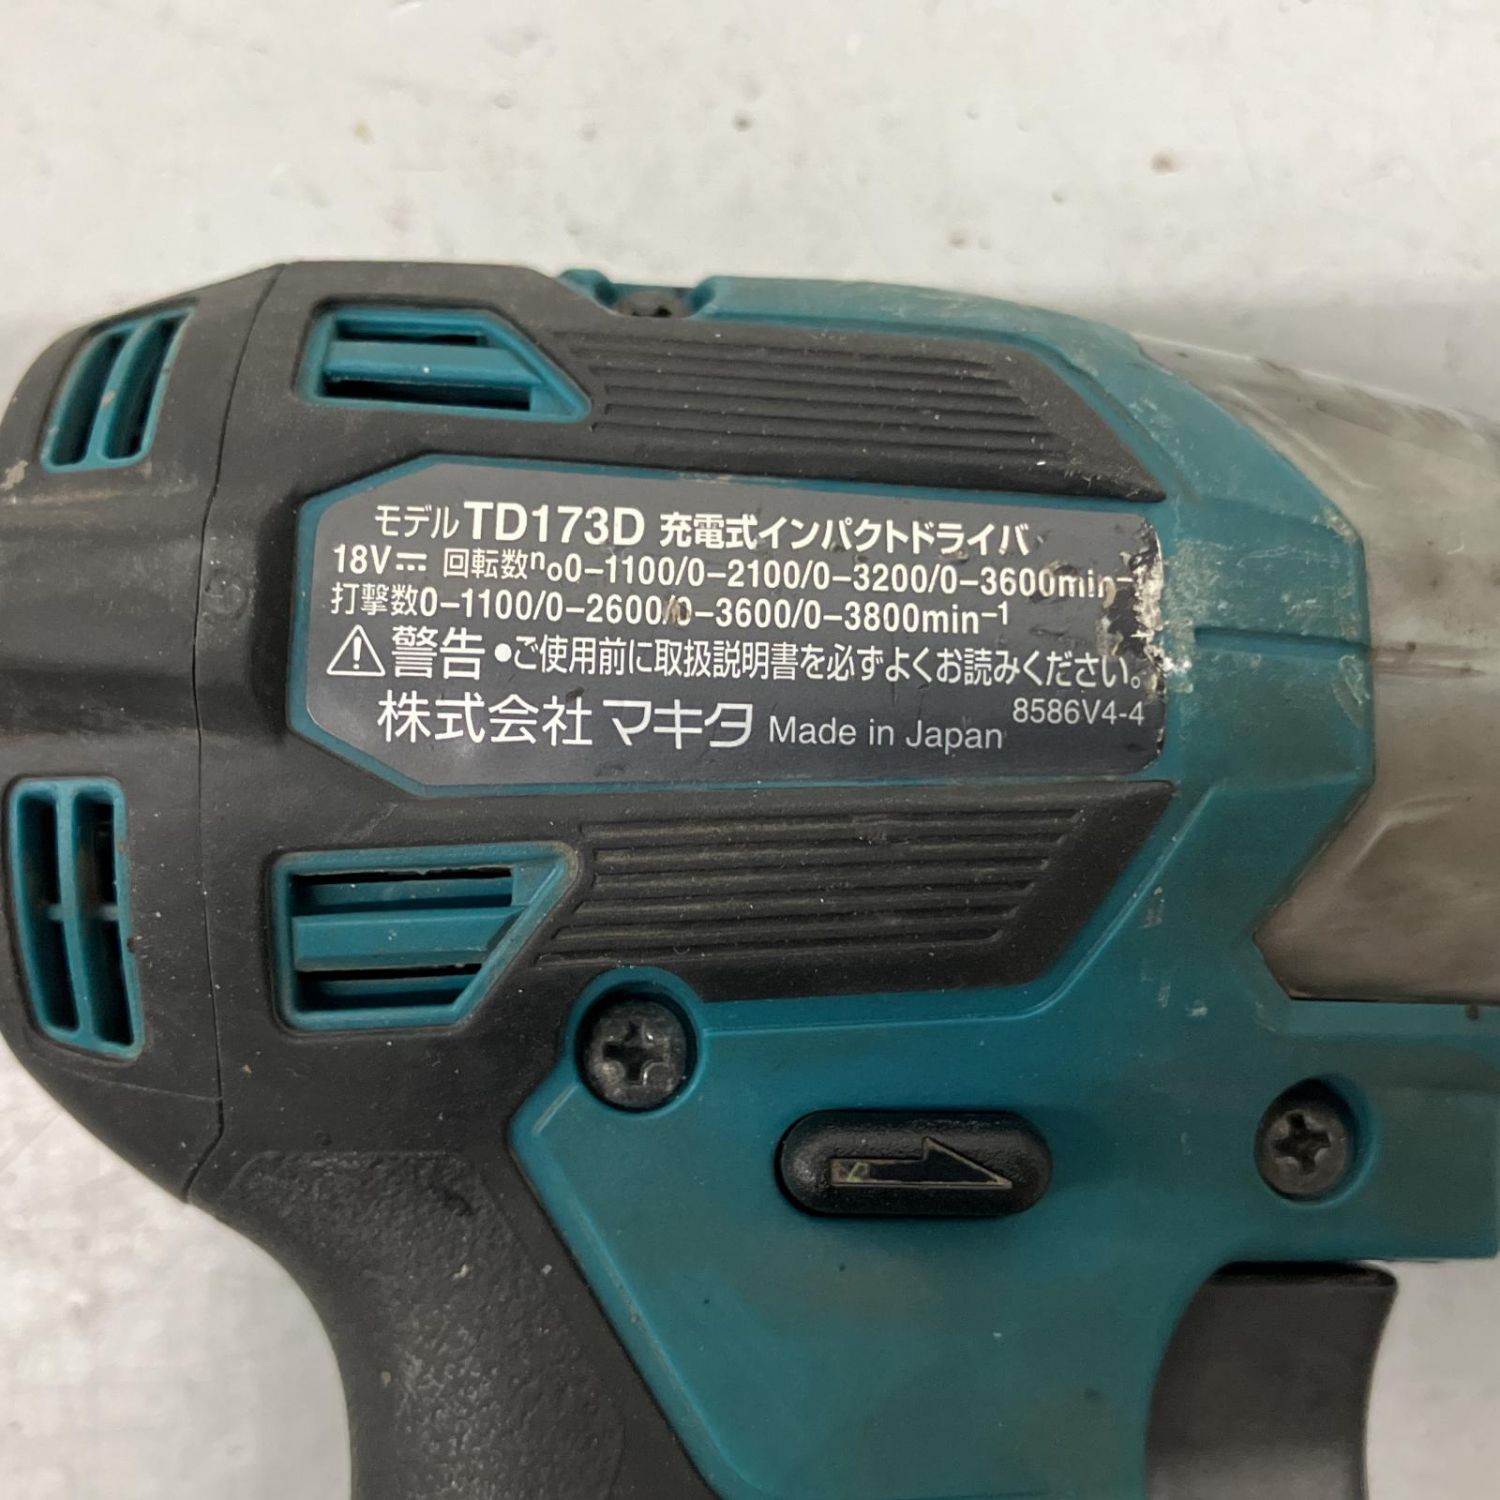 モデル TD173D 充電式インパクトドライバ
18V⎓ 回転数n₀0-1100/0-2100/0-3200/0-3600min⁻¹
打撃数0-1100/0-2600/0-3600/0-3800min⁻¹
⚠警告 ●ご使用前に取扱説明書を必ずよくお読みください。
株式会社マキタ Made in Japan 8586V4-4